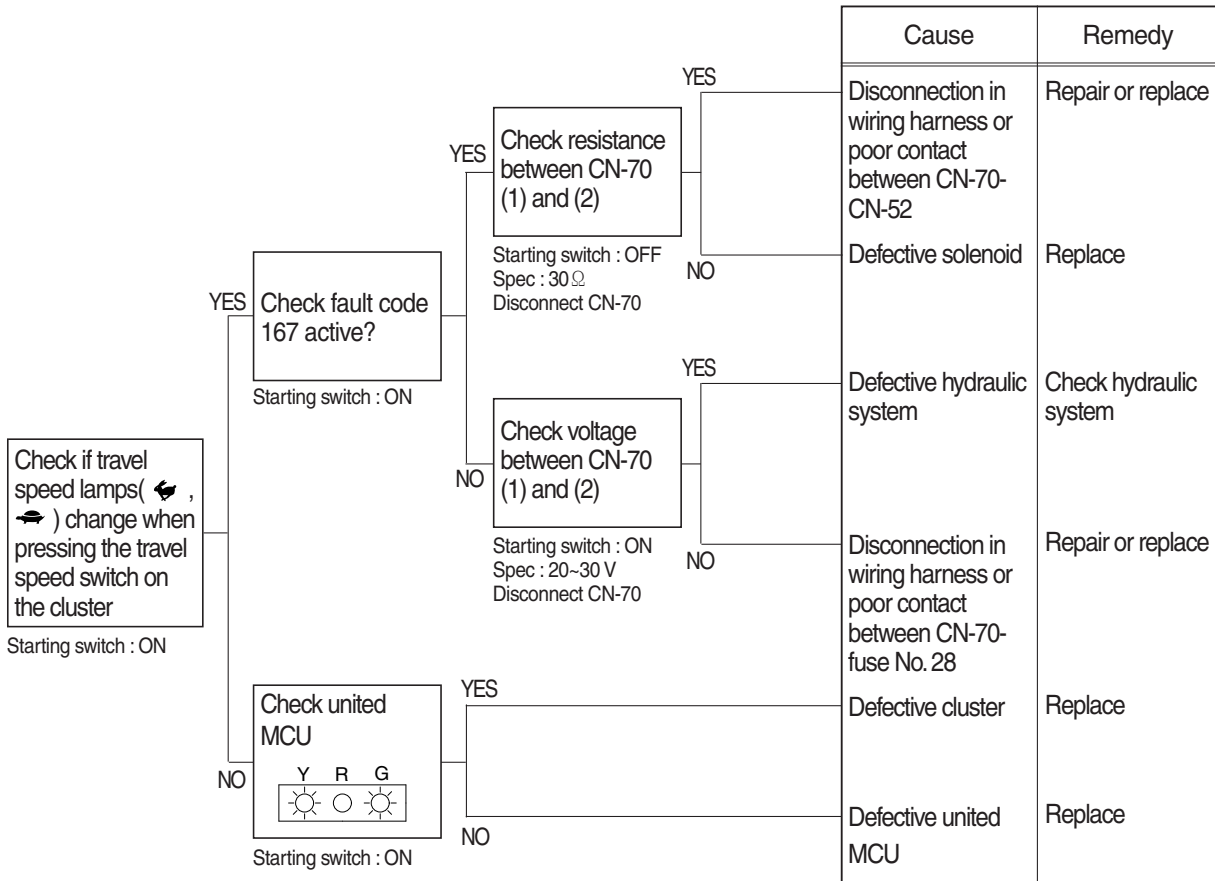 Cause
Remedy
YES
Disconnection in
wiring harness or
poor contact
between CN-70-
CN-52
Repair or replace
YES
Check resistance
between CN-70
(1) and (2)
Starting switch : OFF
Spec : 30Ω
Disconnect CN-70
NO
Defective solenoid
Replace
YES
Check fault code
167 active?
Starting switch : ON
YES
Defective hydraulic
system
Check hydraulic
system
NO
Check voltage
between CN-70
(1) and (2)
Starting switch : ON
Spec : 20~30 V
Disconnect CN-70
NO
Disconnection in
wiring harness or
poor contact
between CN-70-
fuse No. 28
Repair or replace
Check if travel
speed lamps( ,
) change when
pressing the travel
speed switch on
the cluster
Starting switch : ON
NO
Check united
MCU
Y R G
Starting switch : ON
YES
Defective cluster
Replace
NO
Defective united
MCU
Replace